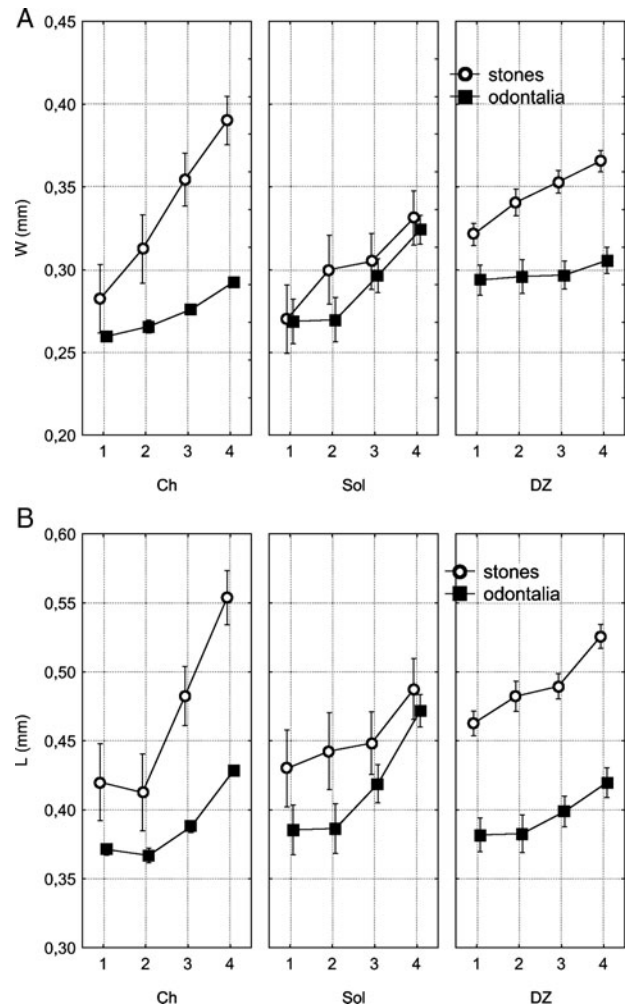 A
0,45
0,40
0,35
0,30
0,25
0,20
W (mm)
stones
odontalia
1 2 3 4 1 2 3 4 1 2 3 4
Ch Sol DZ
B
0,60
0,55
0,50
0,45
0,40
0,35
0,30
L (mm)
stones
odontalia
1 2 3 4 1 2 3 4 1 2 3 4
Ch Sol DZ